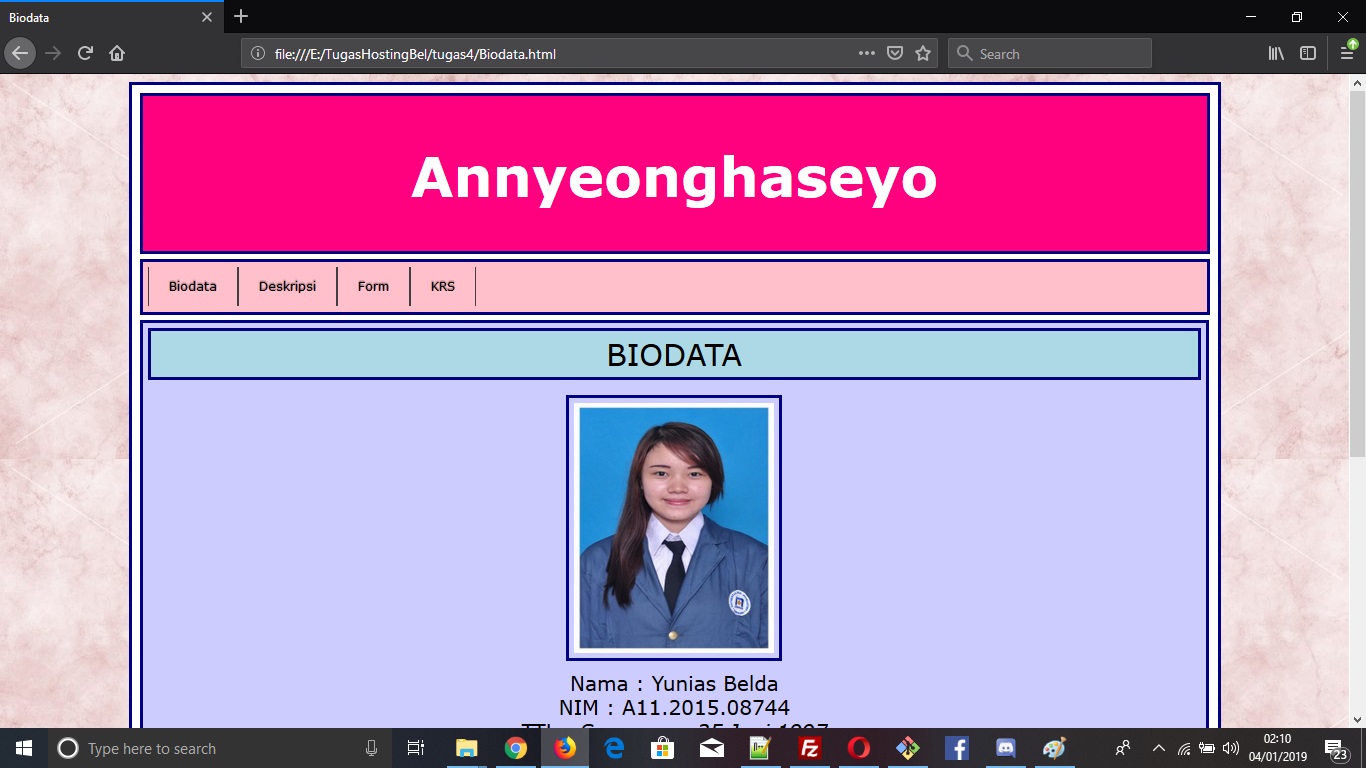 Biodata
file:///E:/TugasHostingBel/tugas4/Biodata.html
Search
Annyeonghaseyo
Biodata Deskripsi Form KRS
BIODATA
Nama : Yunias Belda
NIM : A11.2015.08744
Type here to search
02:10
04/01/2019
23